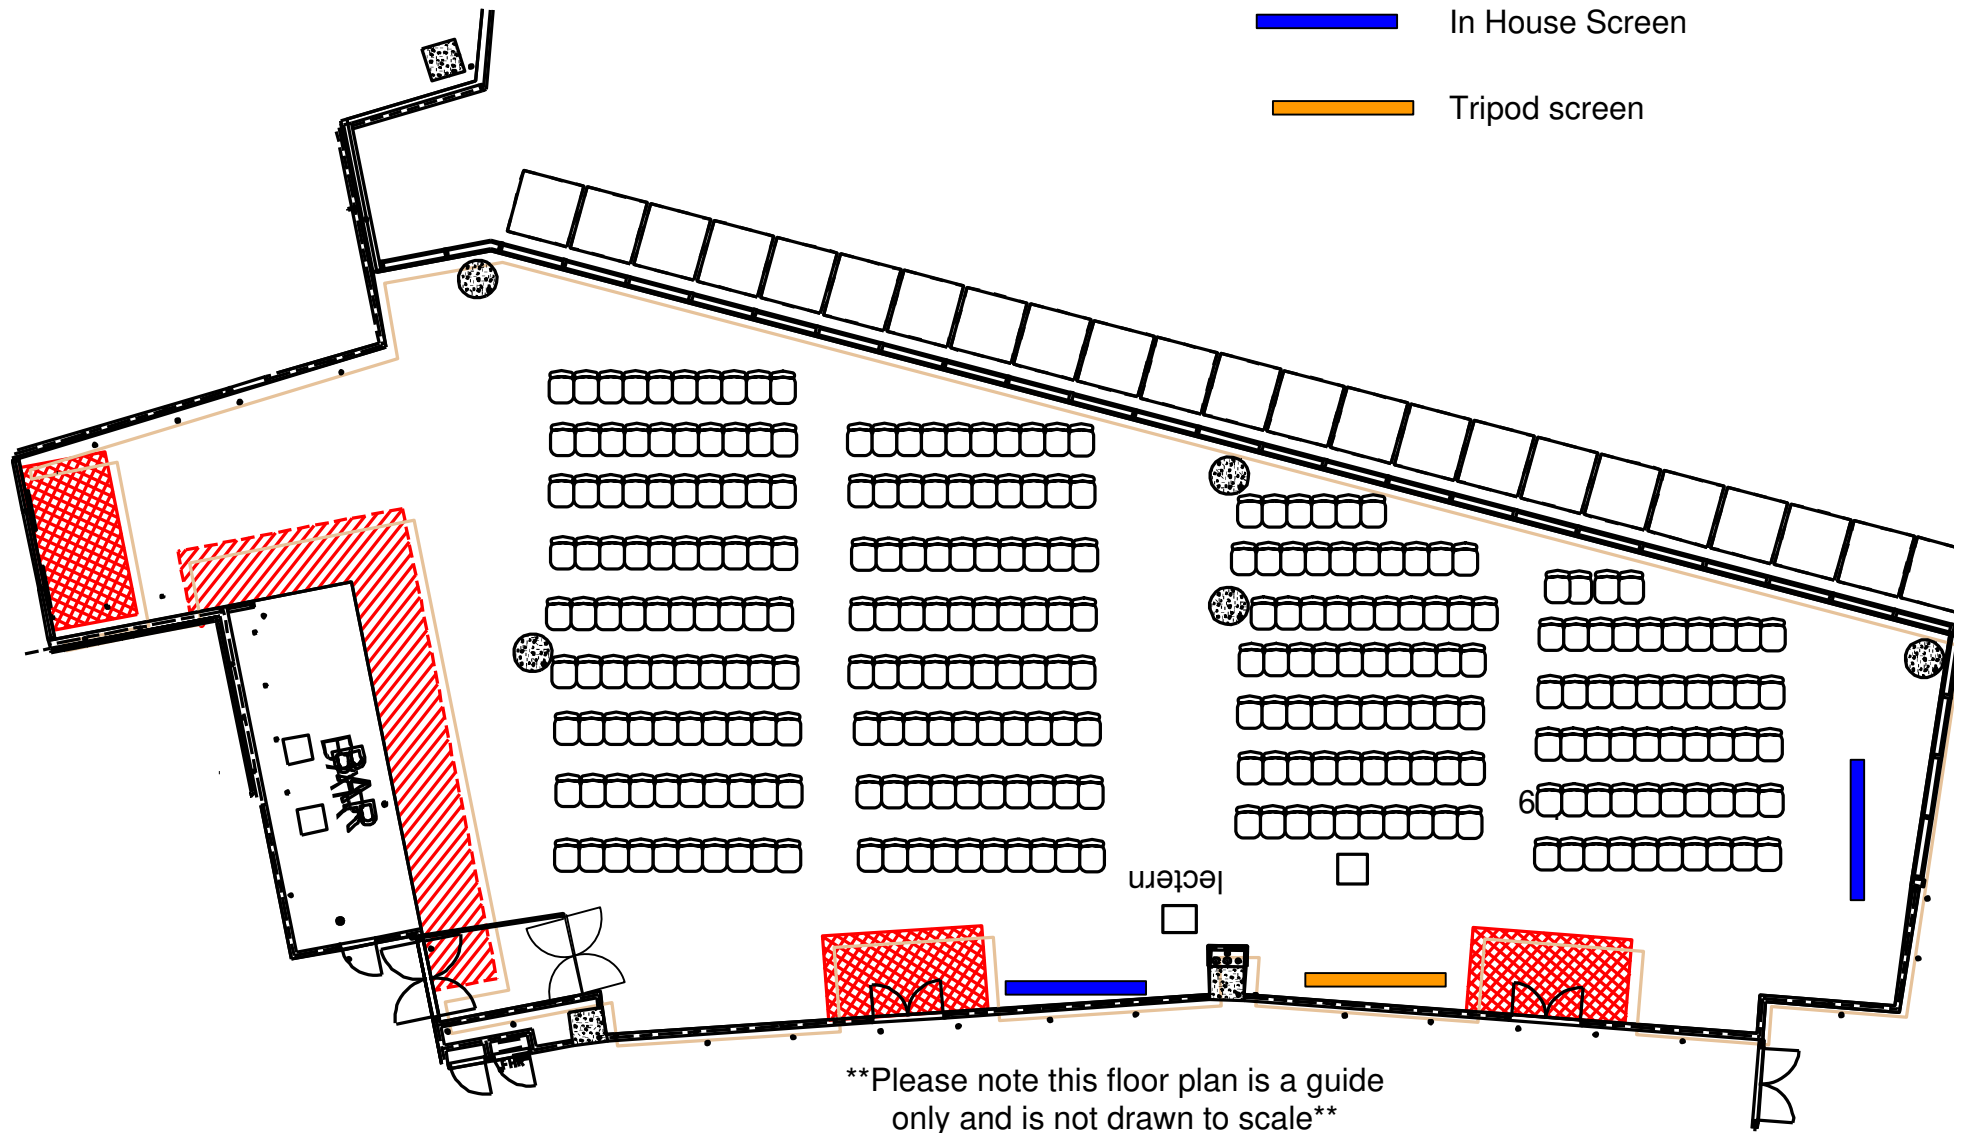 In House Screen
Tripod screen
BAR
6
lectern
FHR
**Please note this floor plan is a guide
only and is not drawn to scale**